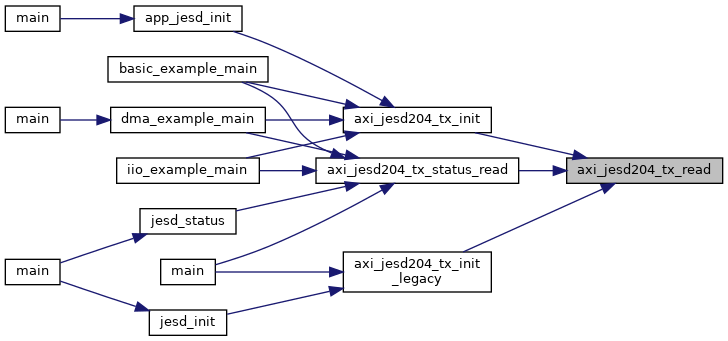 main
app_jesd_init
basic_example_main
main
dma_example_main
axi_jesd204_tx_init
iio_example_main
axi_jesd204_tx_status_read
axi_jesd204_tx_read
jesd_status
main
main
axi_jesd204_tx_init
_legacy
jesd_init